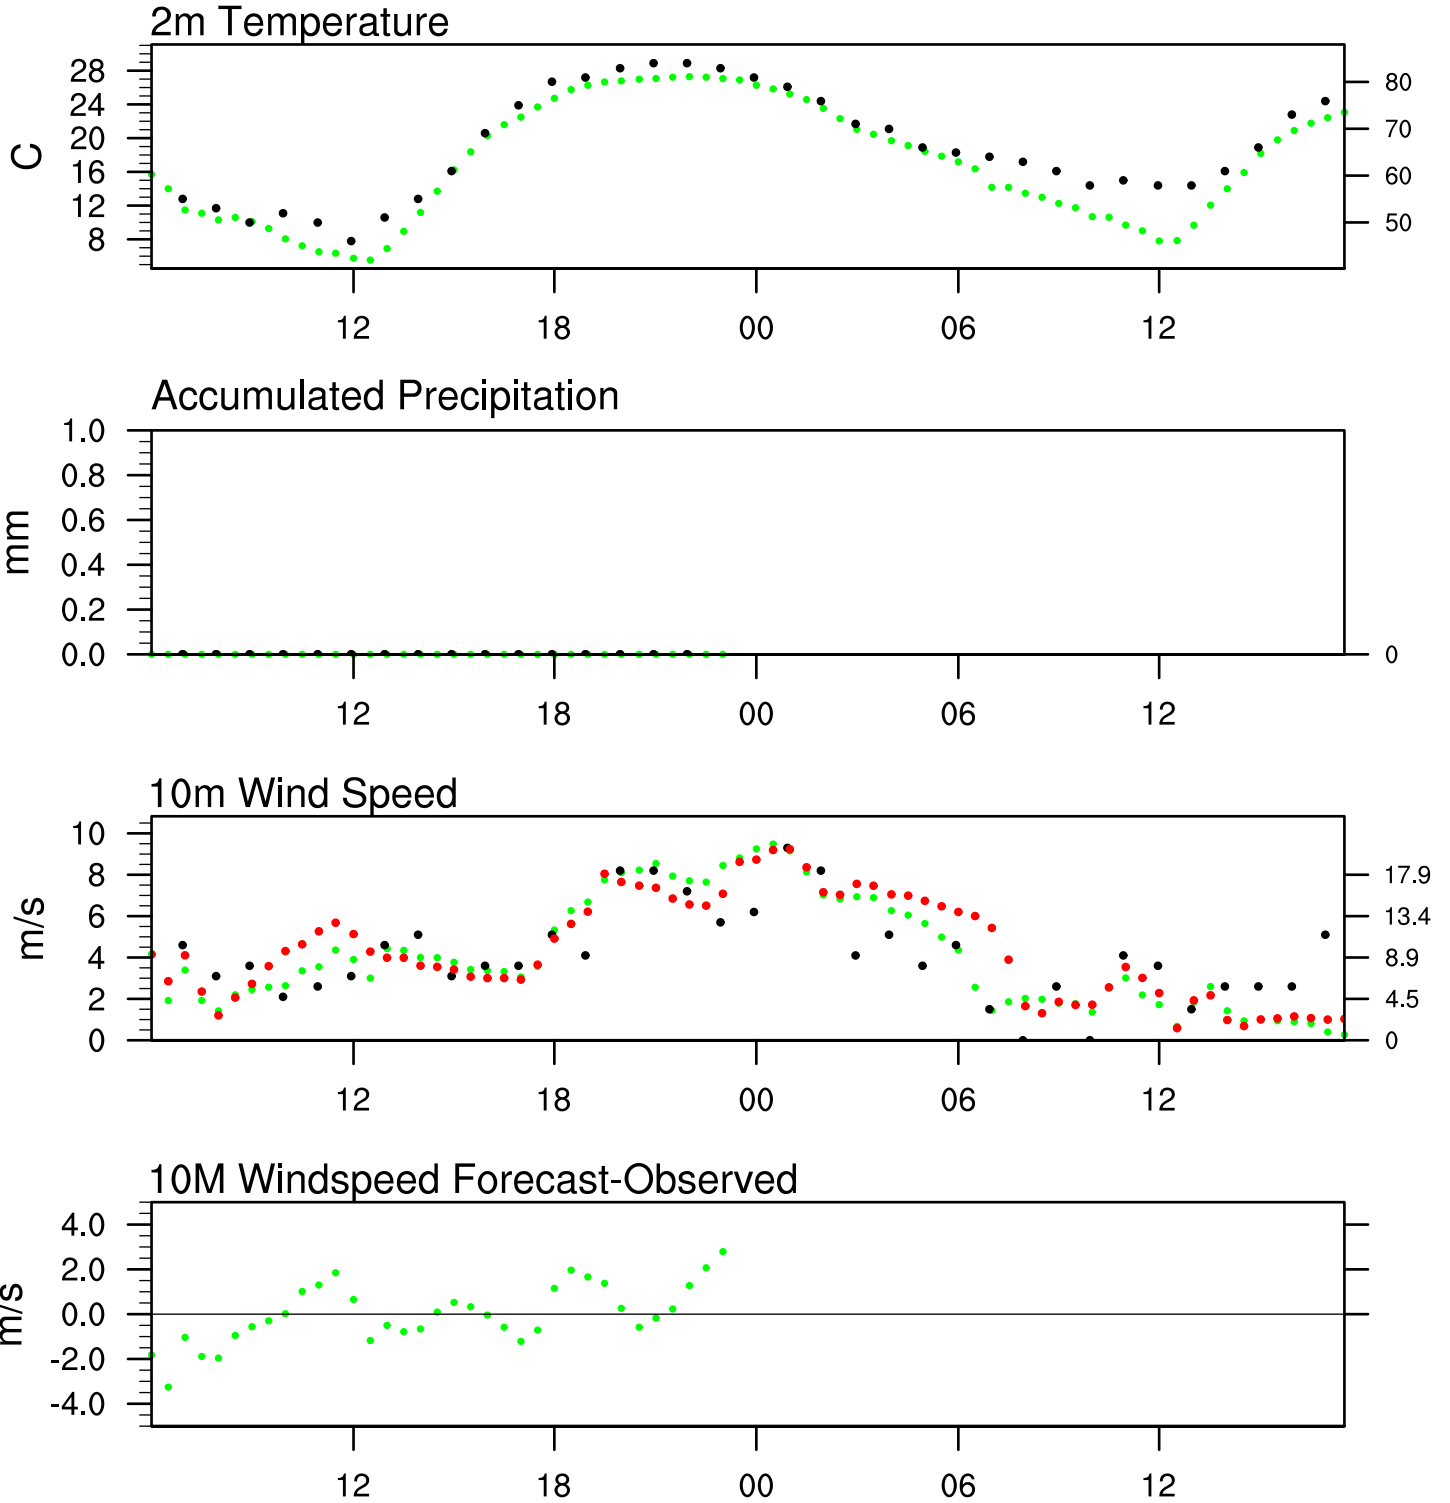 2m Temperature
28
24
20
16
12
8
C
80
70
60
50
12 18 00 06 12
Accumulated Precipitation
1.0
0.8
0.6
0.4
0.2
0.0
mm
0
12 18 00 06 12
10m Wind Speed
10
8
6
4
2
0
m/s
17.9
13.4
8.9
4.5
0
12 18 00 06 12
10M Windspeed Forecast-Observed
4.0
2.0
0.0
-2.0
-4.0
m/s
12 18 00 06 12